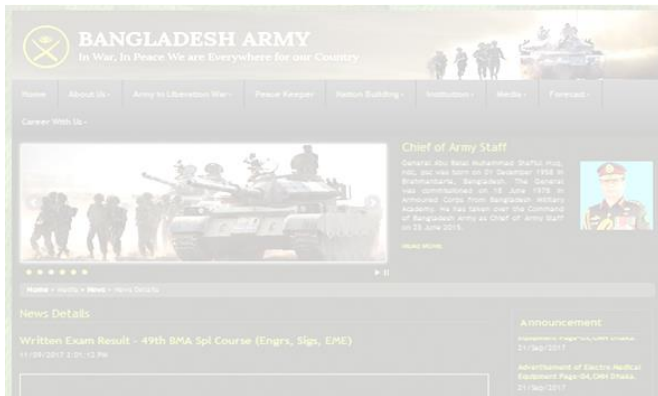 BANGLADESH ARMY
In War, In Peace We are Everywhere for our Country
Home About Us Army in Liberation War Peace Keeper Nation Building Institution Media Forecast
Career With Us
Chief of Army Staff
General Abu Belal Muhammad Shafiul Huq,
ndc, psc was born on 01 December 1958 in
Brahmanbaria, Bangladesh. The General
was commissioned on 18 June 1978 in
Armoured Corps from Bangladesh Military
Academy. He has taken over the Command
of Bangladesh Army as Chief of Army Staff
on 25 June 2015.
READ MORE
Home » Media » News » News Details
News Details
Written Exam Result - 49th BMA Spl Course (Engrs, Sigs, EME)
11/09/2017 2:01:12 PM
Announcement
Equipment Page-03, CMH Dhaka
21/Sep/2017
Advertisement of Electro Medical
Equipment Page-04, CMH Dhaka
21/Sep/2017